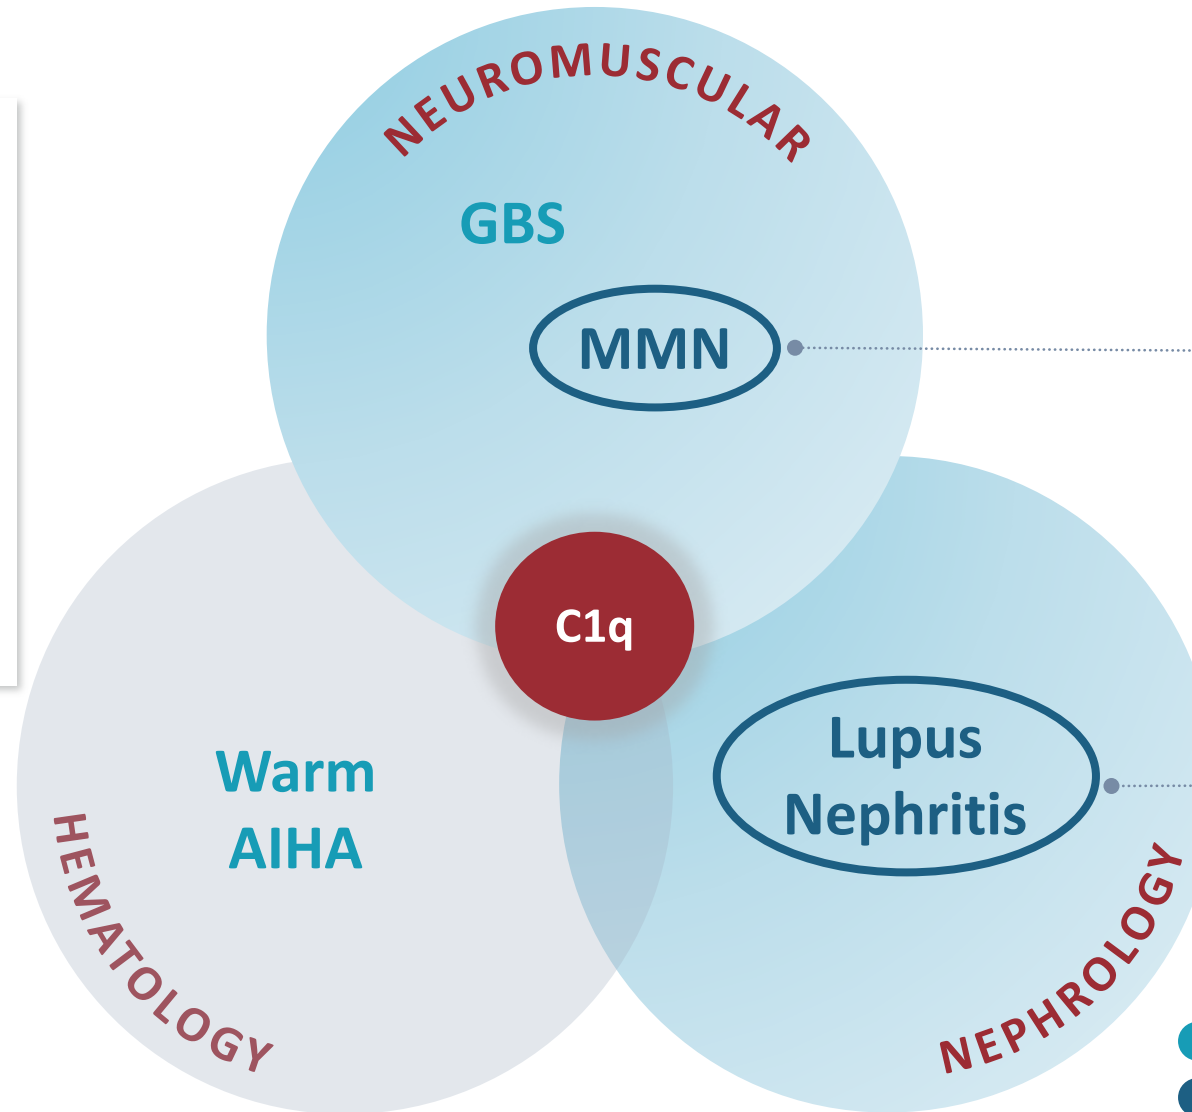 NEUROMUSCULAR
GBS
MMN
C1q
Warm
AIHA
HEMATOLOGY
Lupus
Nephritis
NEPHROLOGY